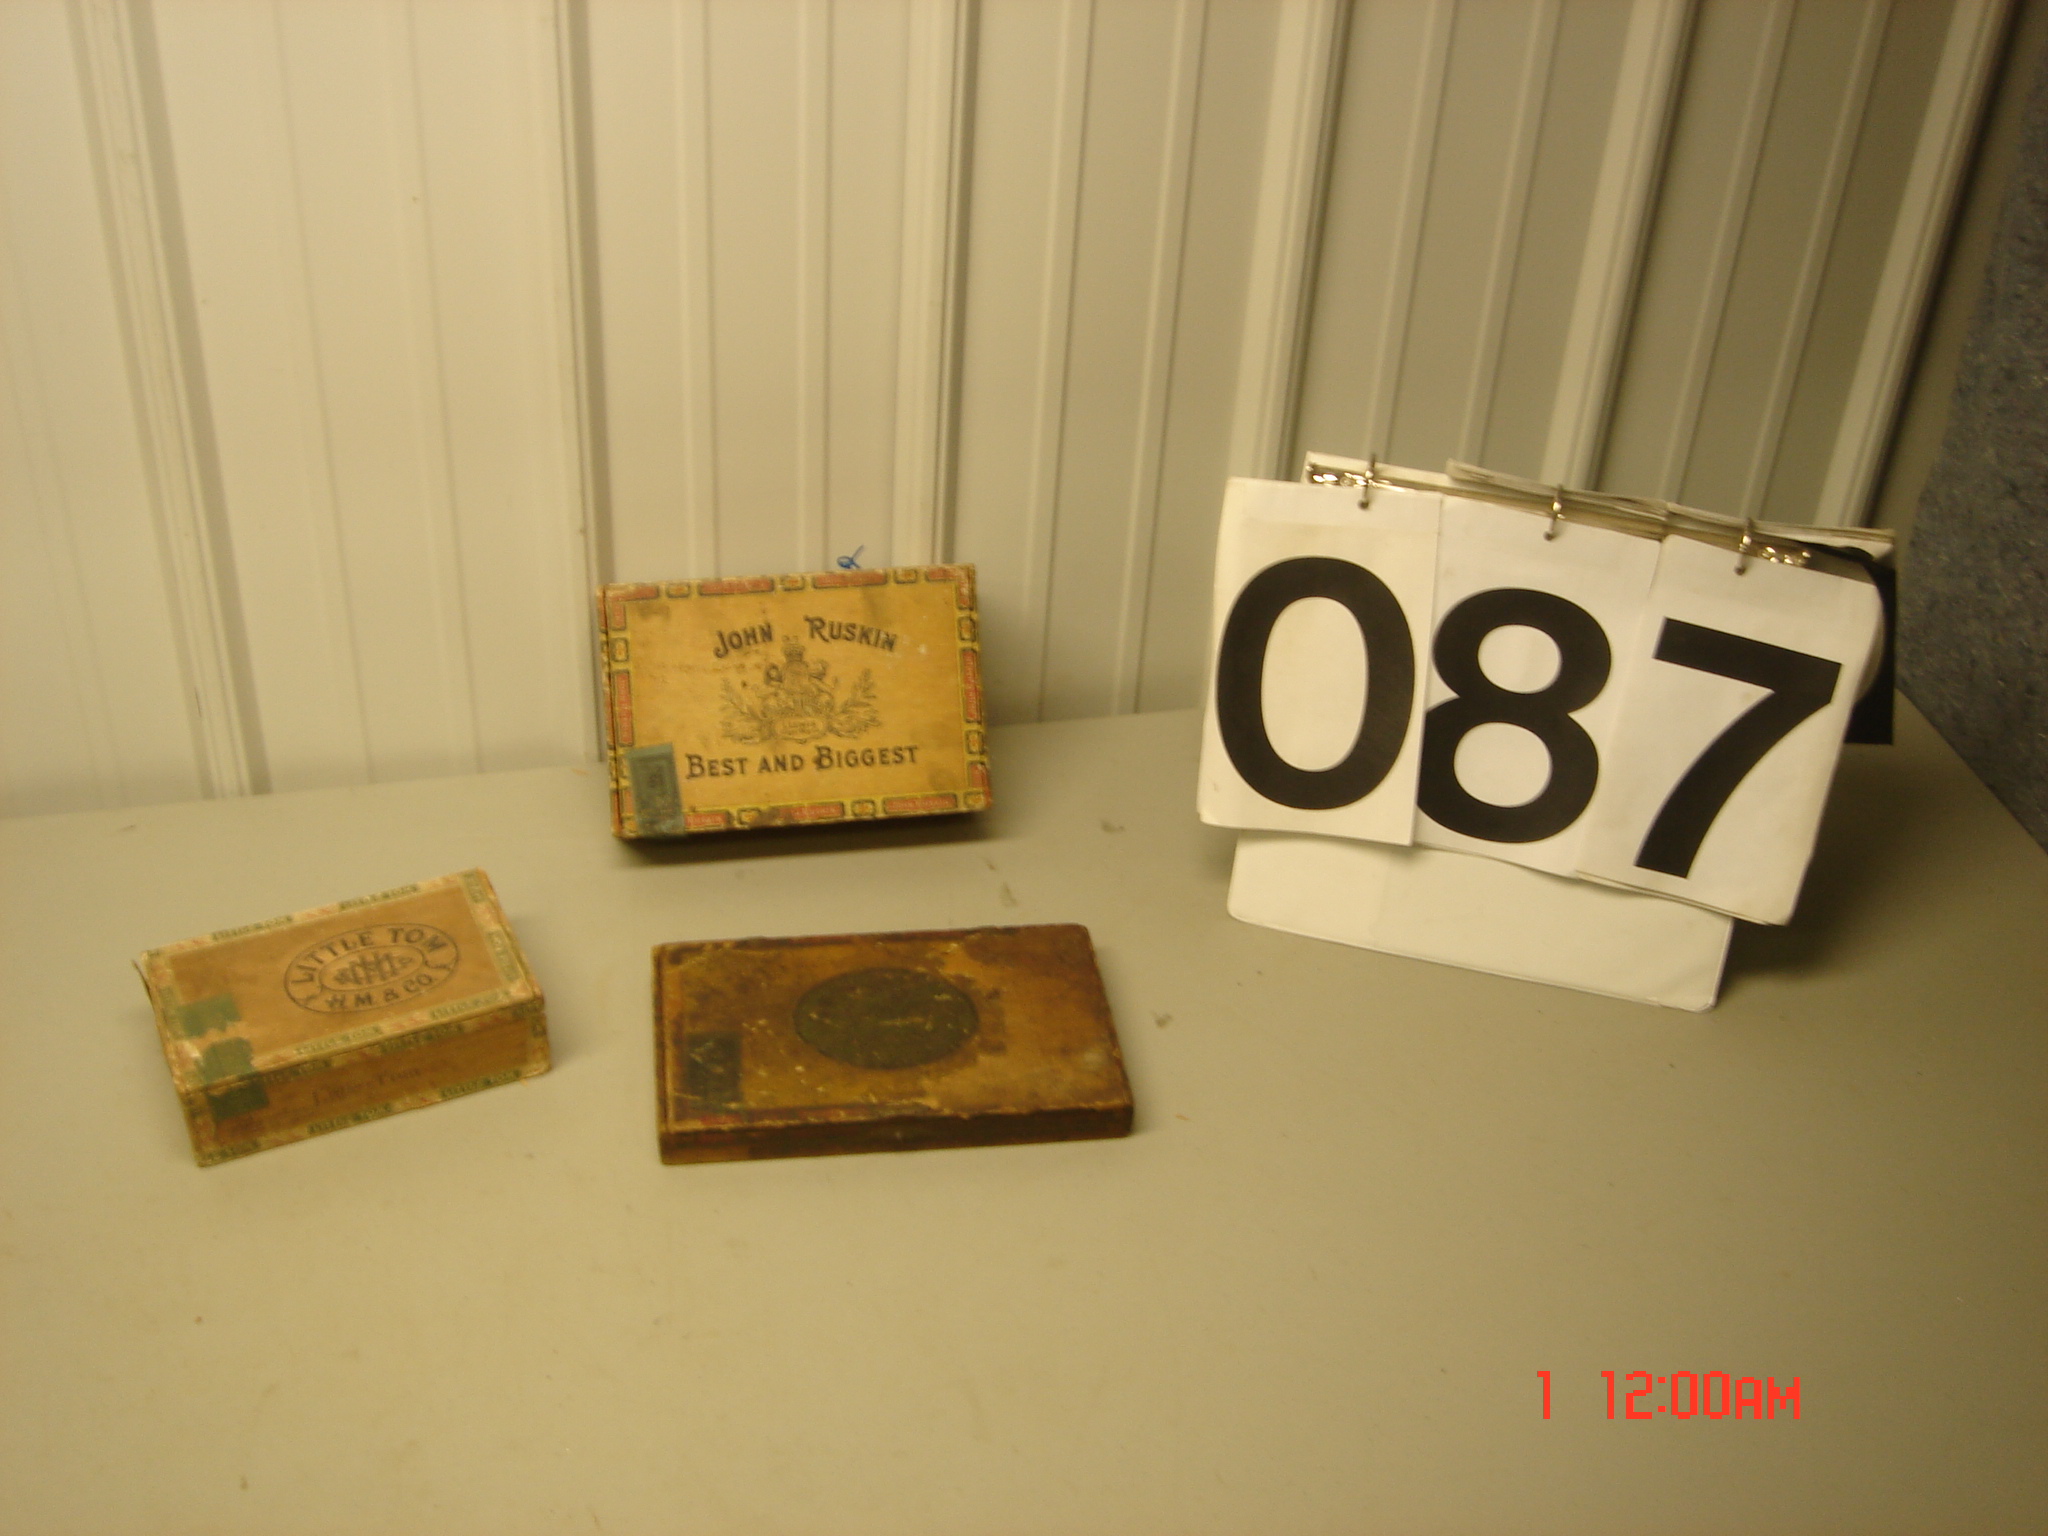 JOHN RUSKIN
BEST AND BIGGEST
087
LITTLE TOM
H.M. & CO.
1 12:00AM